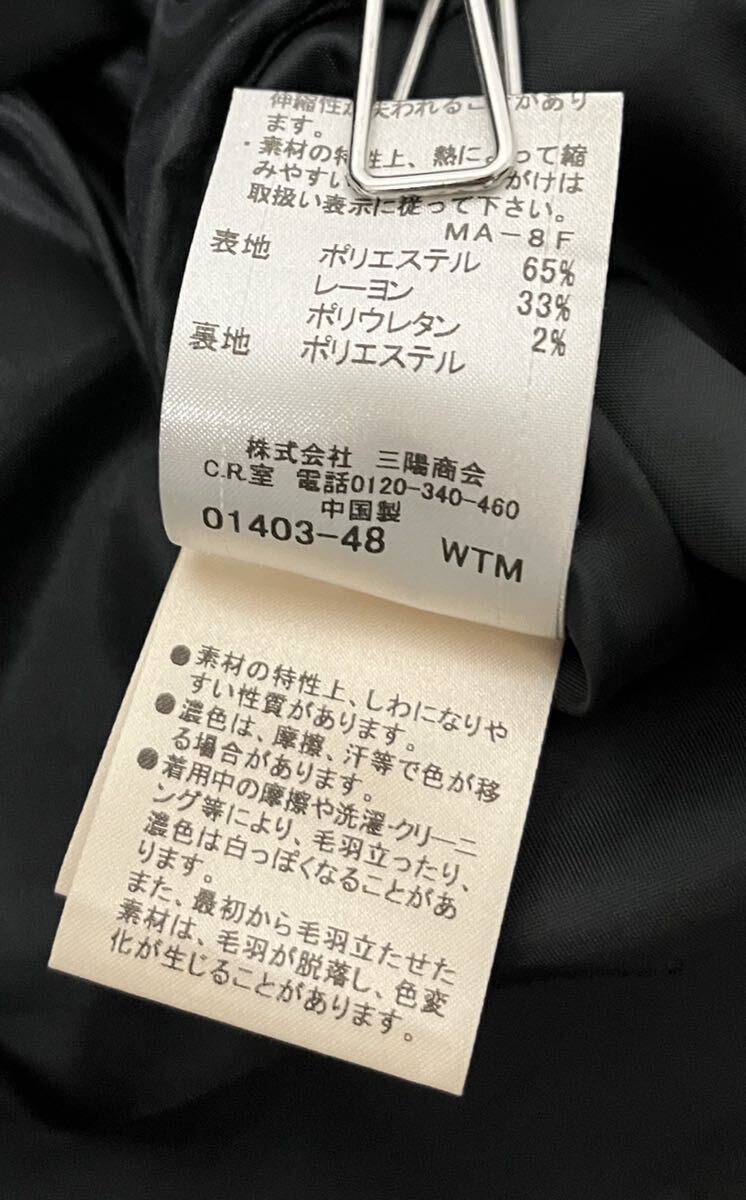 伸縮性が失われることがあり
ます。
・素材の特性上、熱によって縮
みやすい がけは
取扱い表示に従って下さい。
MA-8F
表地 ポリエステル 65%
レーヨン 33%
ポリウレタン 2%
裏地 ポリエステル
株式会社 三陽商会
C.R.室 電話0120-340-460
中国製
01403-48 WTM
●素材の特性上、しわになりや
すい性質があります。
●濃色は、摩擦、汗等で色が移
る場合があります。
●着用中の摩擦や洗濯・クリーニ
ング等により、毛羽立ったり、
濃色は白っぽくなることがあ
ります。
また、最初から毛羽立たせた
素材は、毛羽が脱落し、色変
化が生じることがあります。